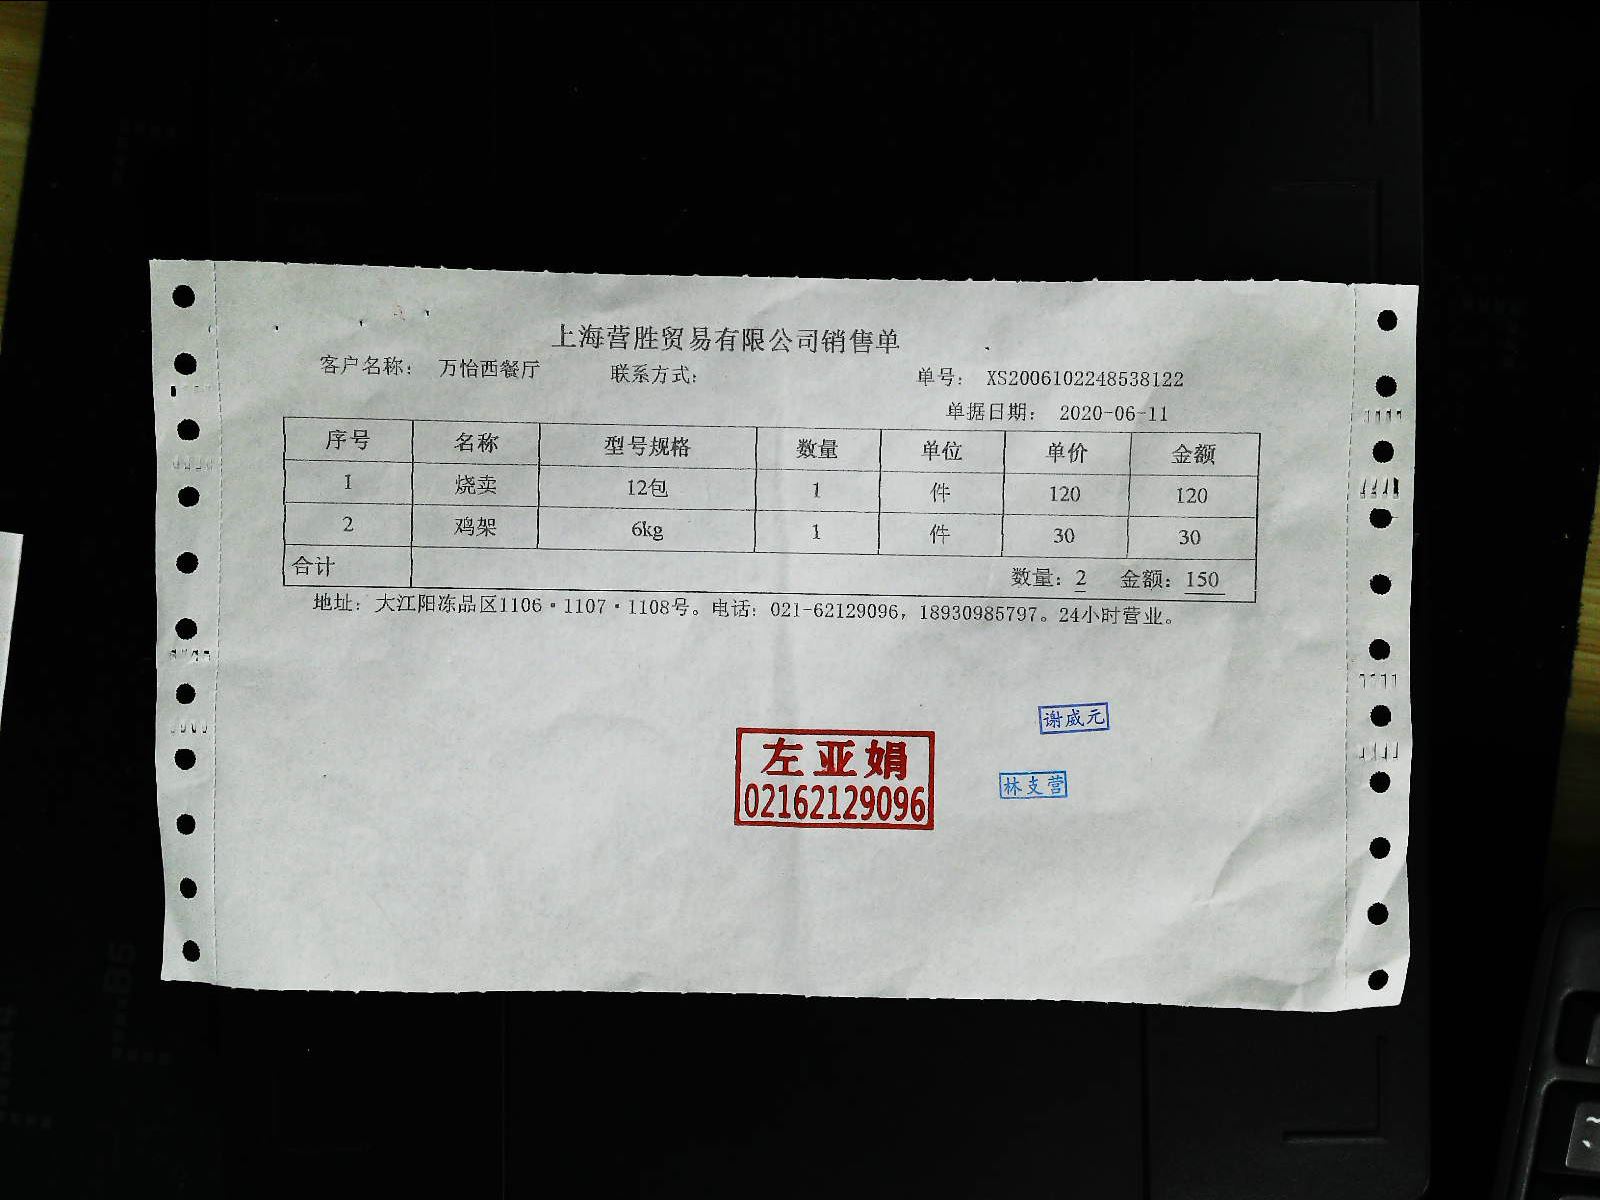 上海营胜贸易有限公司销售单
客户名称： 万怡西餐厅 联系方式： 单号： XS2006102248538122
单据日期： 2020-06-11
序号 名称 型号规格 数量 单位 单价 金额
1 烧卖 12包 1 件 120 120
2 鸡架 6kg 1 件 30 30
合计 数量：2 金额：150
地址：大江阳冻品区1106·1107·1108号。电话：021-62129096，18930985797。24小时营业。
谢威元
左亚娟
02162129096
林支营